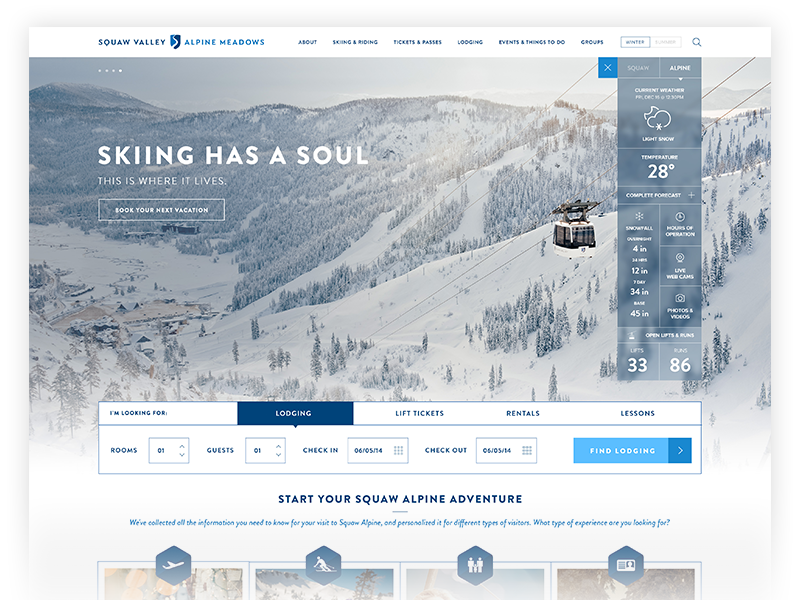 SQUAW VALLEY ALPINE MEADOWS
ABOUT SKIING & RIDING TICKETS & PASSES LODGING EVENTS & THINGS TO DO GROUPS WINTER SUMMER
SQUAW ALPINE
CURRENT WEATHER
FRI, DEC 19 @ 12:30PM
LIGHT SNOW
TEMPERATURE
28°
COMPLETE FORECAST
SNOWFALL
OVERNIGHT
4 in
24 HRS
12 in
7 DAY
34 in
BASE
45 in
HOURS OF
OPERATION
LIVE
WEB CAMS
PHOTOS &
VIDEOS
OPEN LIFTS & RUNS
LIFTS RUNS
33 86
SKIING HAS A SOUL
THIS IS WHERE IT LIVES.
BOOK YOUR NEXT VACATION
I'M LOOKING FOR: LODGING LIFT TICKETS RENTALS LESSONS
ROOMS 01 GUESTS 01 CHECK IN 06/05/14 CHECK OUT 06/05/14 FIND LODGING
START YOUR SQUAW ALPINE ADVENTURE
We've collected all the information you need to know for your visit to Squaw Alpine, and personalized it for different types of visitors. What type of experience are you looking for?